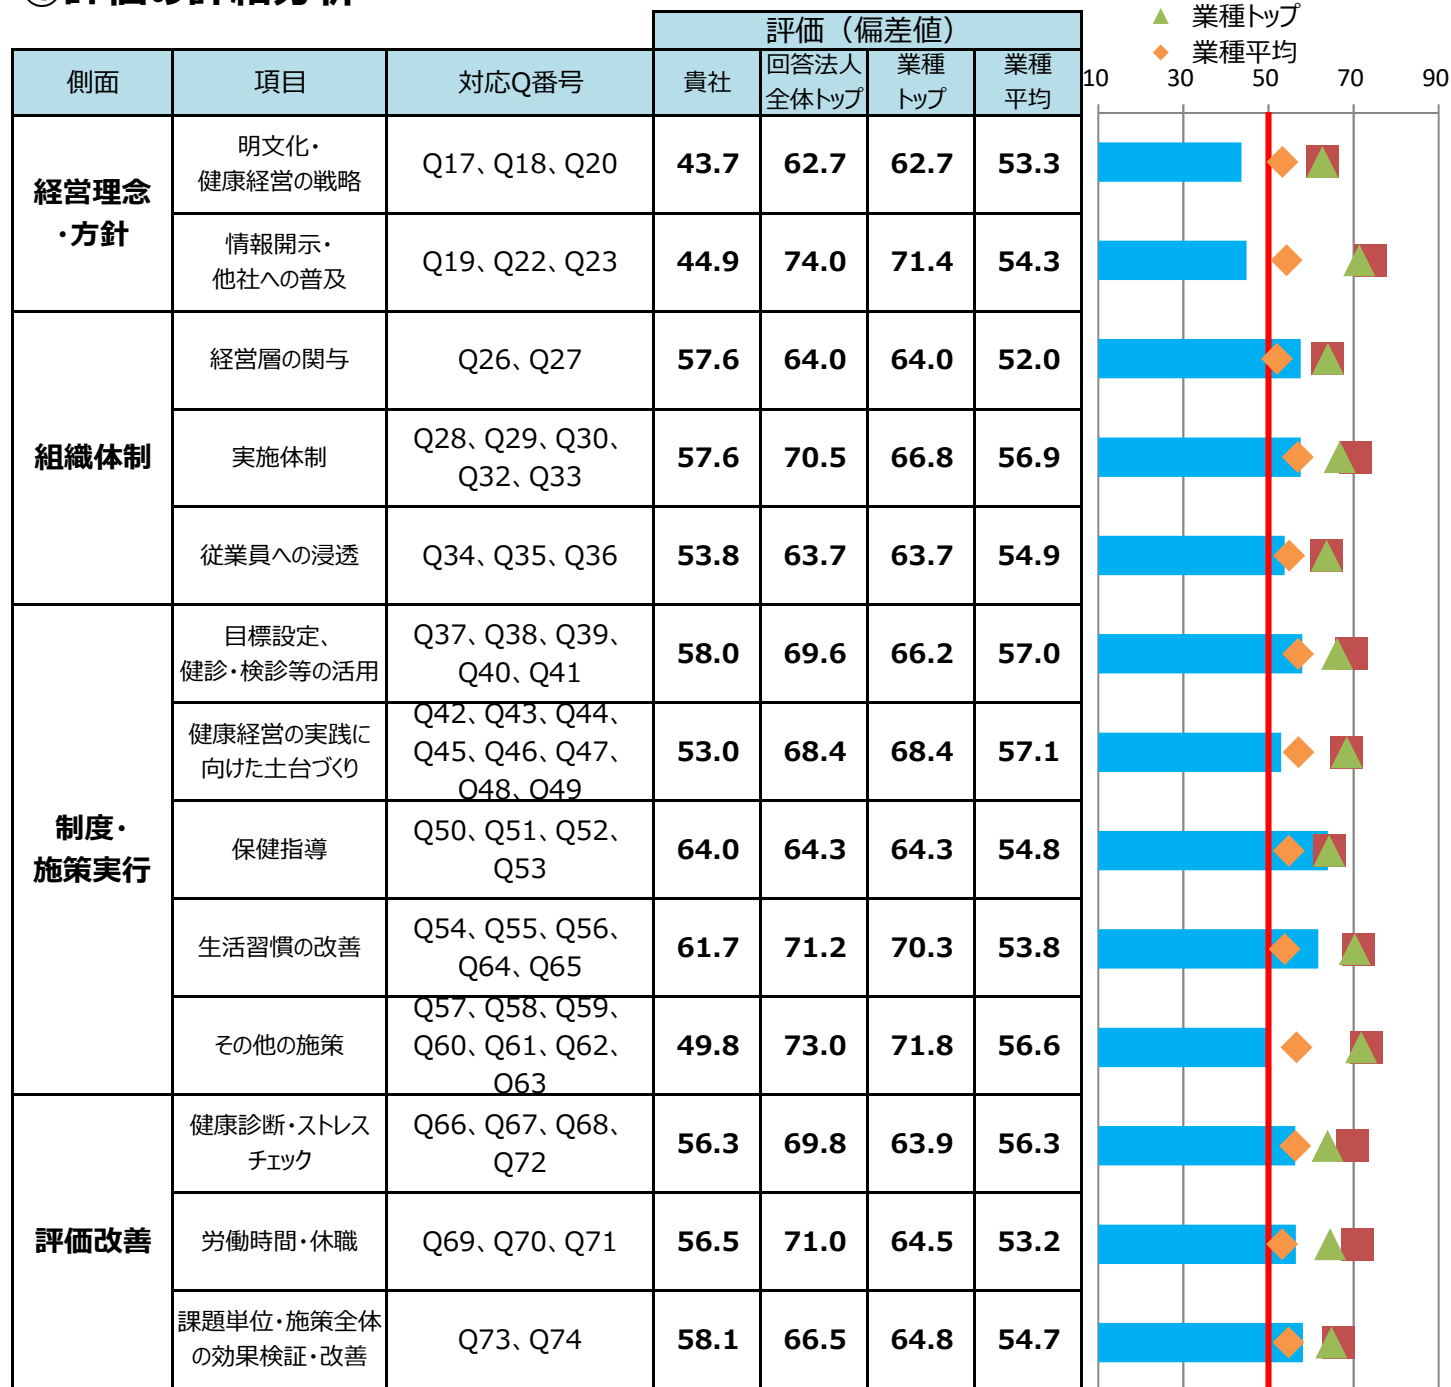 評価（偏差値）
▲ 業種トップ
◆ 業種平均
側面 項目 対応Q番号 貴社 回答法人 業種 業種
全体トップ トップ 平均
10 30 50 70 90
経営理念
・方針
明文化・
健康経営の戦略
Q17、Q18、Q20 43.7 62.7 62.7 53.3
情報開示・
他社への普及
Q19、Q22、Q23 44.9 74.0 71.4 54.3
組織体制
経営層の関与 Q26、Q27 57.6 64.0 64.0 52.0
実施体制
Q28、Q29、Q30、
Q32、Q33
57.6 70.5 66.8 56.9
従業員への浸透 Q34、Q35、Q36 53.8 63.7 63.7 54.9
制度・
施策実行
目標設定、
健診・検診等の活用
Q37、Q38、Q39、
Q40、Q41
58.0 69.6 66.2 57.0
健康経営の実践に
向けた土台づくり
Q42、Q43、Q44、
Q45、Q46、Q47、
Q48、Q49
53.0 68.4 68.4 57.1
保健指導
Q50、Q51、Q52、
Q53
64.0 64.3 64.3 54.8
生活習慣の改善
Q54、Q55、Q56、
Q64、Q65
61.7 71.2 70.3 53.8
その他の施策
Q57、Q58、Q59、
Q60、Q61、Q62、
Q63
49.8 73.0 71.8 56.6
評価改善
健康診断・ストレス
チェック
Q66、Q67、Q68、
Q72
56.3 69.8 63.9 56.3
労働時間・休職 Q69、Q70、Q71 56.5 71.0 64.5 53.2
課題単位・施策全体
の効果検証・改善
Q73、Q74 58.1 66.5 64.8 54.7